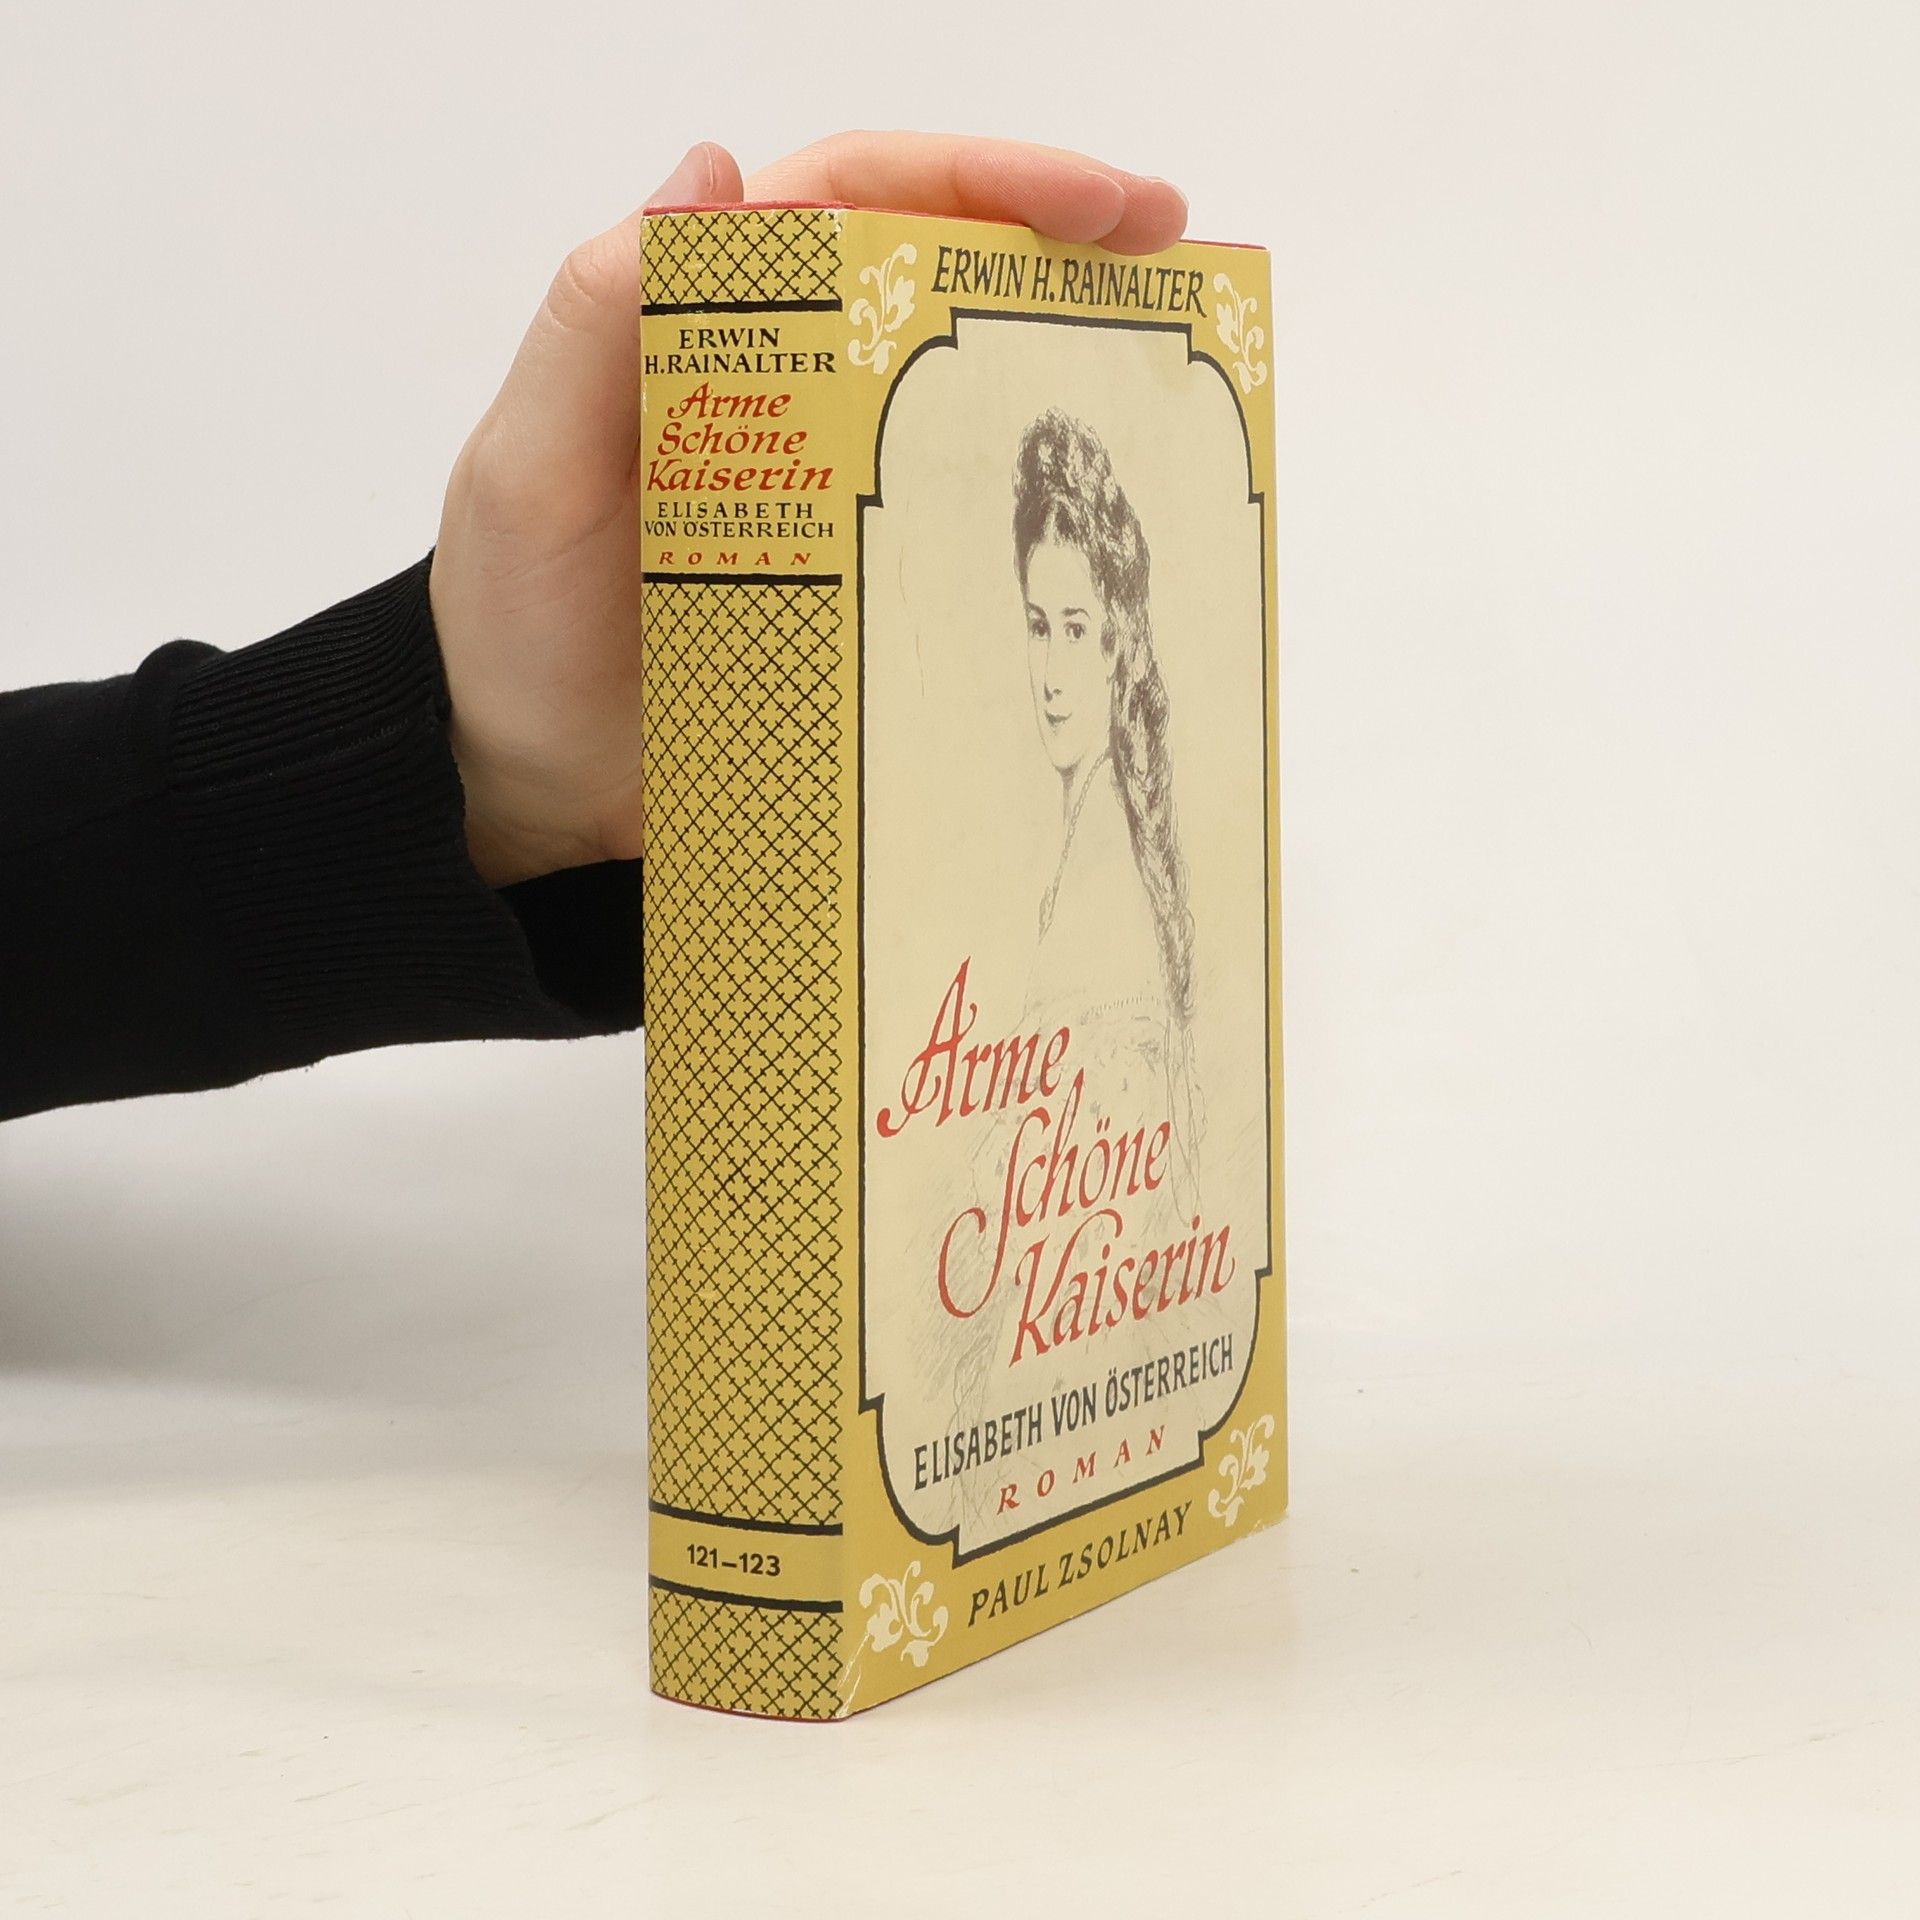 ERWIN
H.RAINALTER
Arme
Schöne
Kaiserin
ELISABETH
VON ÖSTERREICH
ROMAN
121–123
ERWIN H. RAINALTER
Arme
Schöne
Kaiserin
ELISABETH VON ÖSTERREICH
ROMAN
PAUL ZSOLNAY